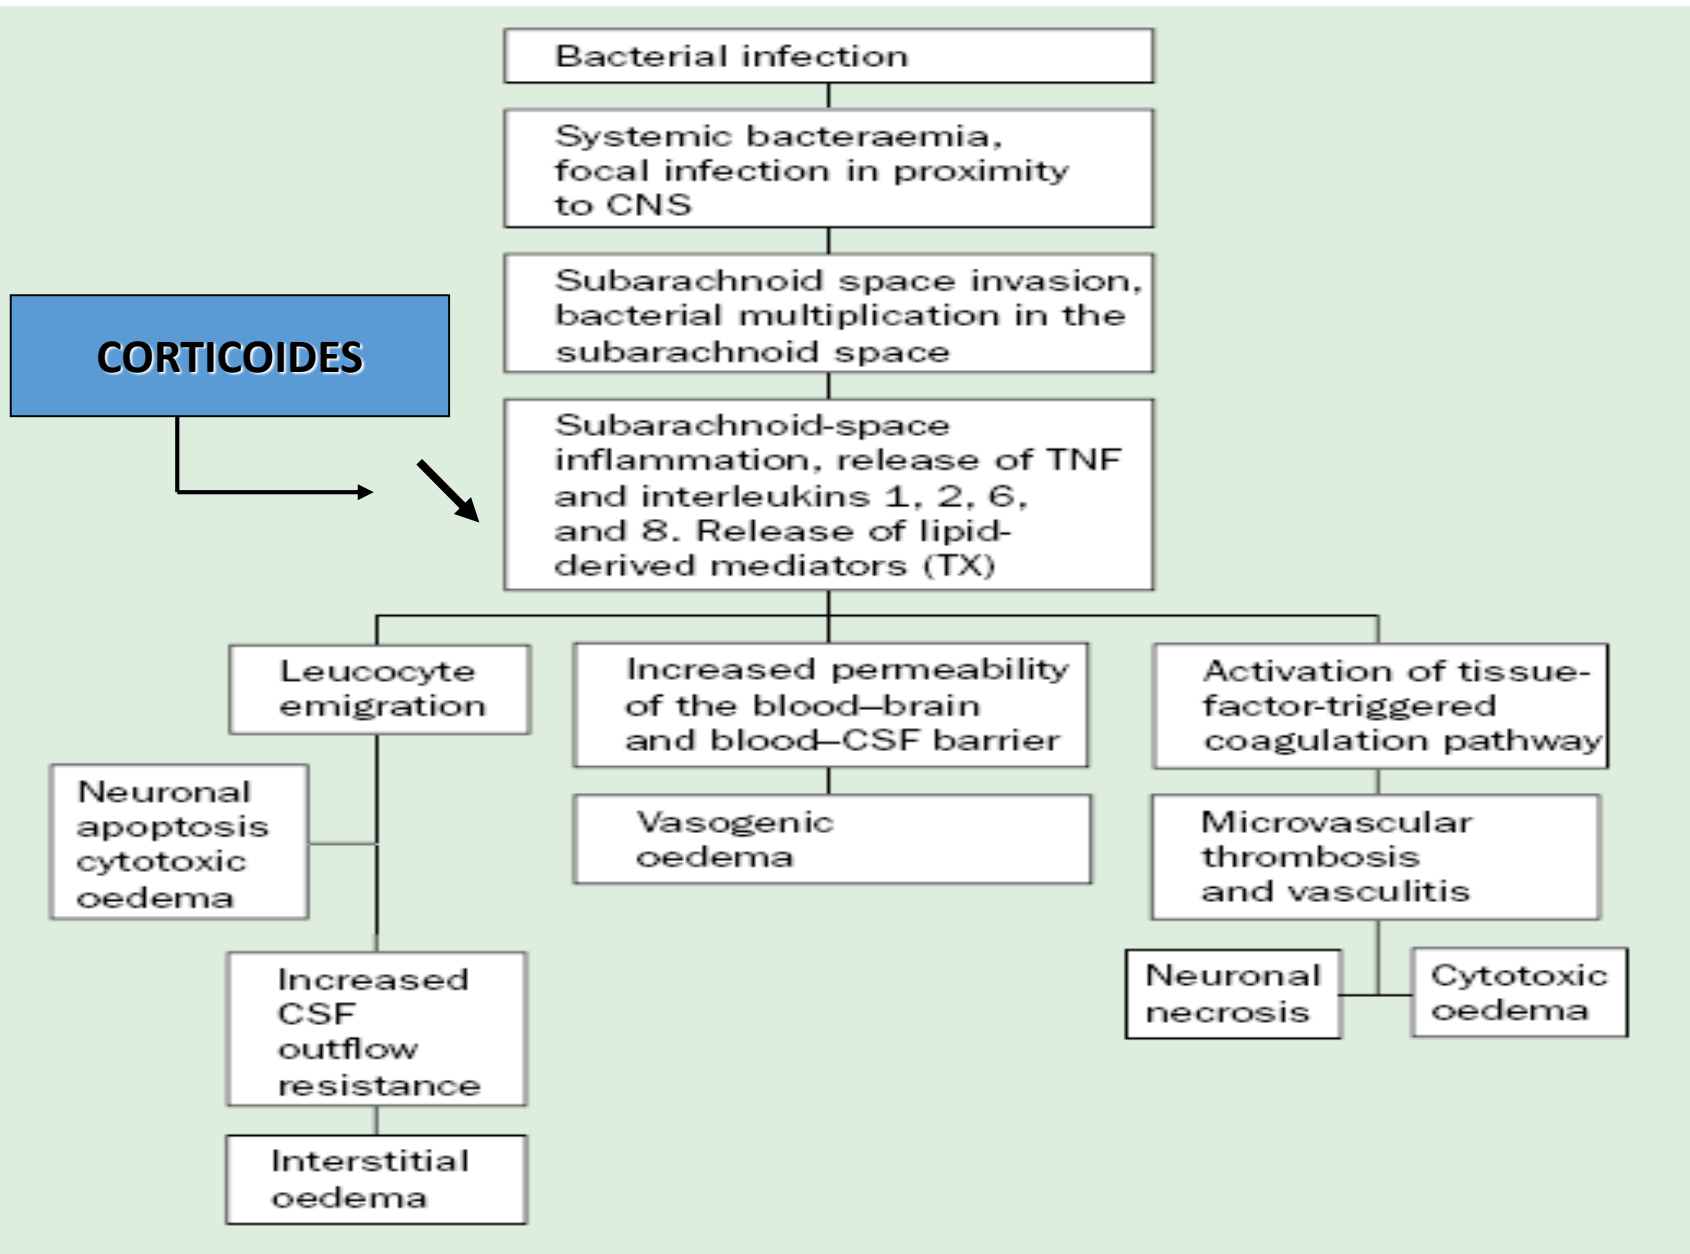 Bacterial infection
Systemic bacteraemia,
focal infection in proximity
to CNS
Subarachnoid space invasion,
bacterial multiplication in the
subarachnoid space
CORTICOIDES
Subarachnoid-space
inflammation, release of TNF
and interleukins 1, 2, 6,
and 8. Release of lipid-
derived mediators (TX)
Leucocyte
emigration
Increased permeability
of the blood–brain
and blood–CSF barrier
Activation of tissue-
factor-triggered
coagulation pathway
Neuronal
apoptosis
cytotoxic
oedema
Vasogenic
oedema
Microvascular
thrombosis
and vasculitis
Increased
CSF
outflow
resistance
Neuronal
necrosis
Cytotoxic
oedema
Interstitial
oedema